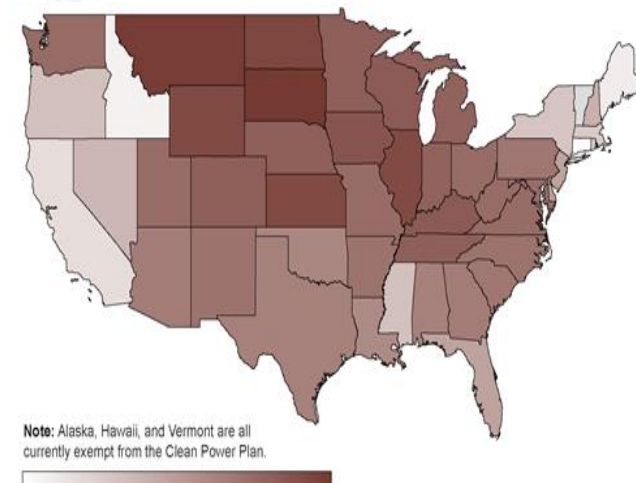 Note: Alaska, Hawaii, and Vermont are all
currently exempt from the Clean Power Plan.